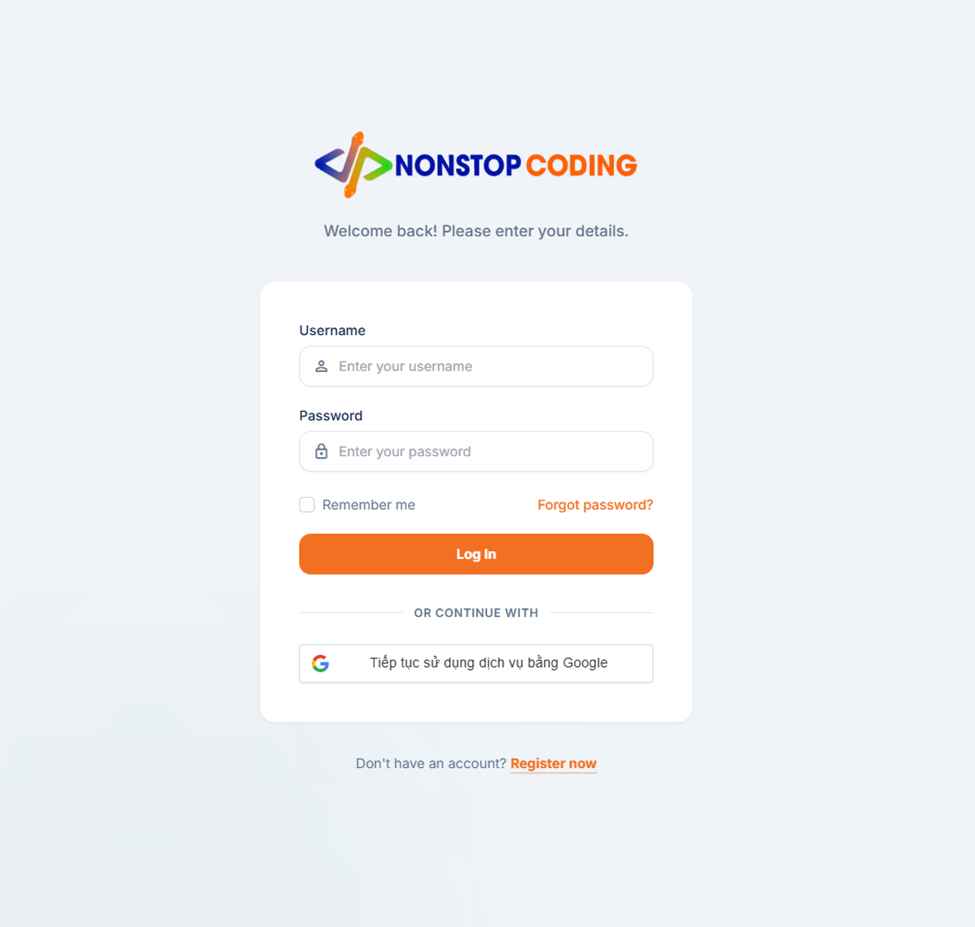 NONSTOP CODING
Welcome back! Please enter your details.
Username
Enter your username
Password
Enter your password
Remember me Forgot password?
Log In
OR CONTINUE WITH
Tiếp tục sử dụng dịch vụ bằng Google
Don't have an account? Register now